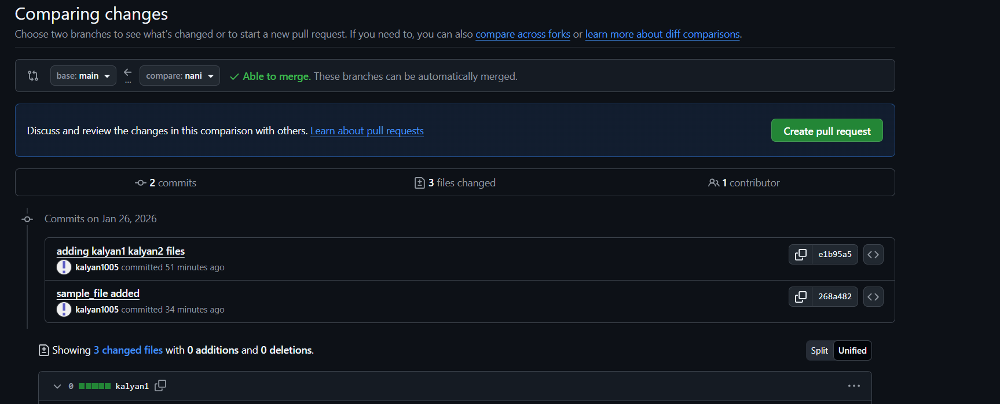 Comparing changes
Choose two branches to see what’s changed or to start a new pull request. If you need to, you can also compare across forks or learn more about diff comparisons.
base: main ... compare: nani Able to merge. These branches can be automatically merged.
Discuss and review the changes in this comparison with others. Learn about pull requests Create pull request
2 commits 3 files changed 1 contributor
Commits on Jan 26, 2026
adding kalyan1 kalyan2 files e1b95a5
kalyan1005 committed 51 minutes ago
sample_file added 268a482
kalyan1005 committed 34 minutes ago
Showing 3 changed files with 0 additions and 0 deletions. Split Unified
0 kalyan1